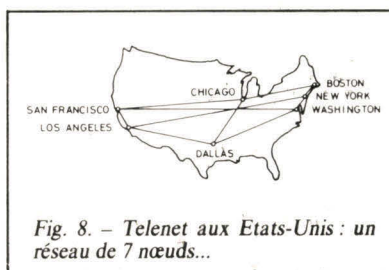 CHICAGO
BOSTON
NEW YORK
WASHINGTON
SAN FRANCISCO
LOS ANGELES
DALLAS
Fig. 8. – Telenet aux Etats-Unis : un
réseau de 7 nœuds...